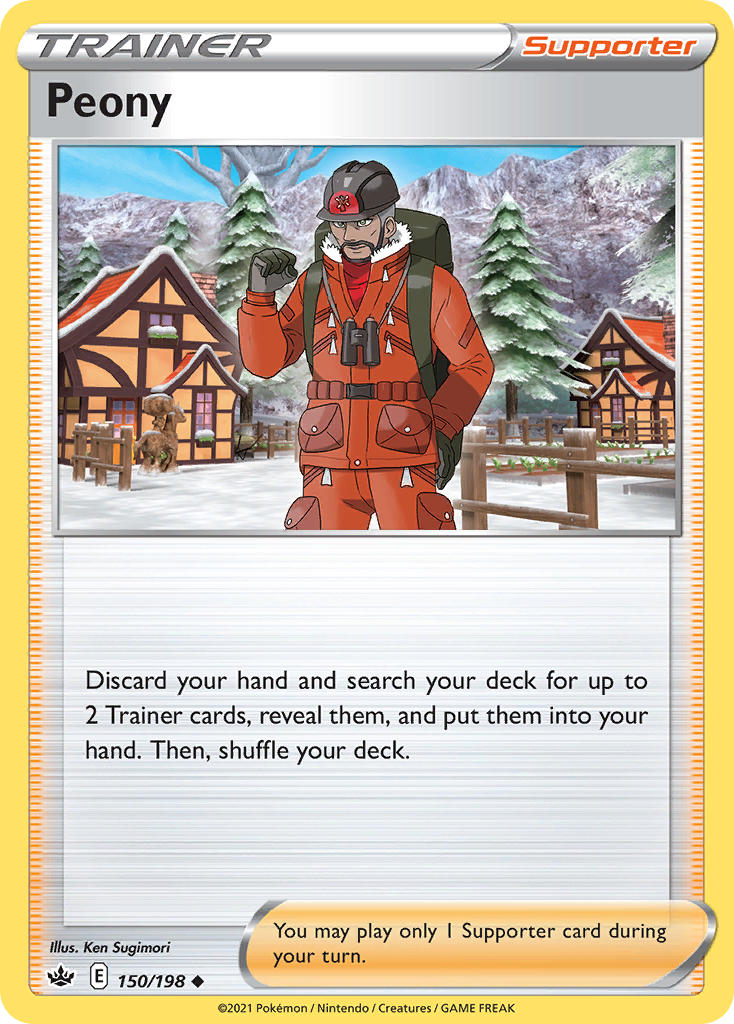 TRAINER
Supporter
Peony
Discard your hand and search your deck for up to
2 Trainer cards, reveal them, and put them into your
hand. Then, shuffle your deck.
Illus. Ken Sugimori
You may play only 1 Supporter card during
your turn.
E
150/198
©2021 Pokémon / Nintendo / Creatures / GAME FREAK